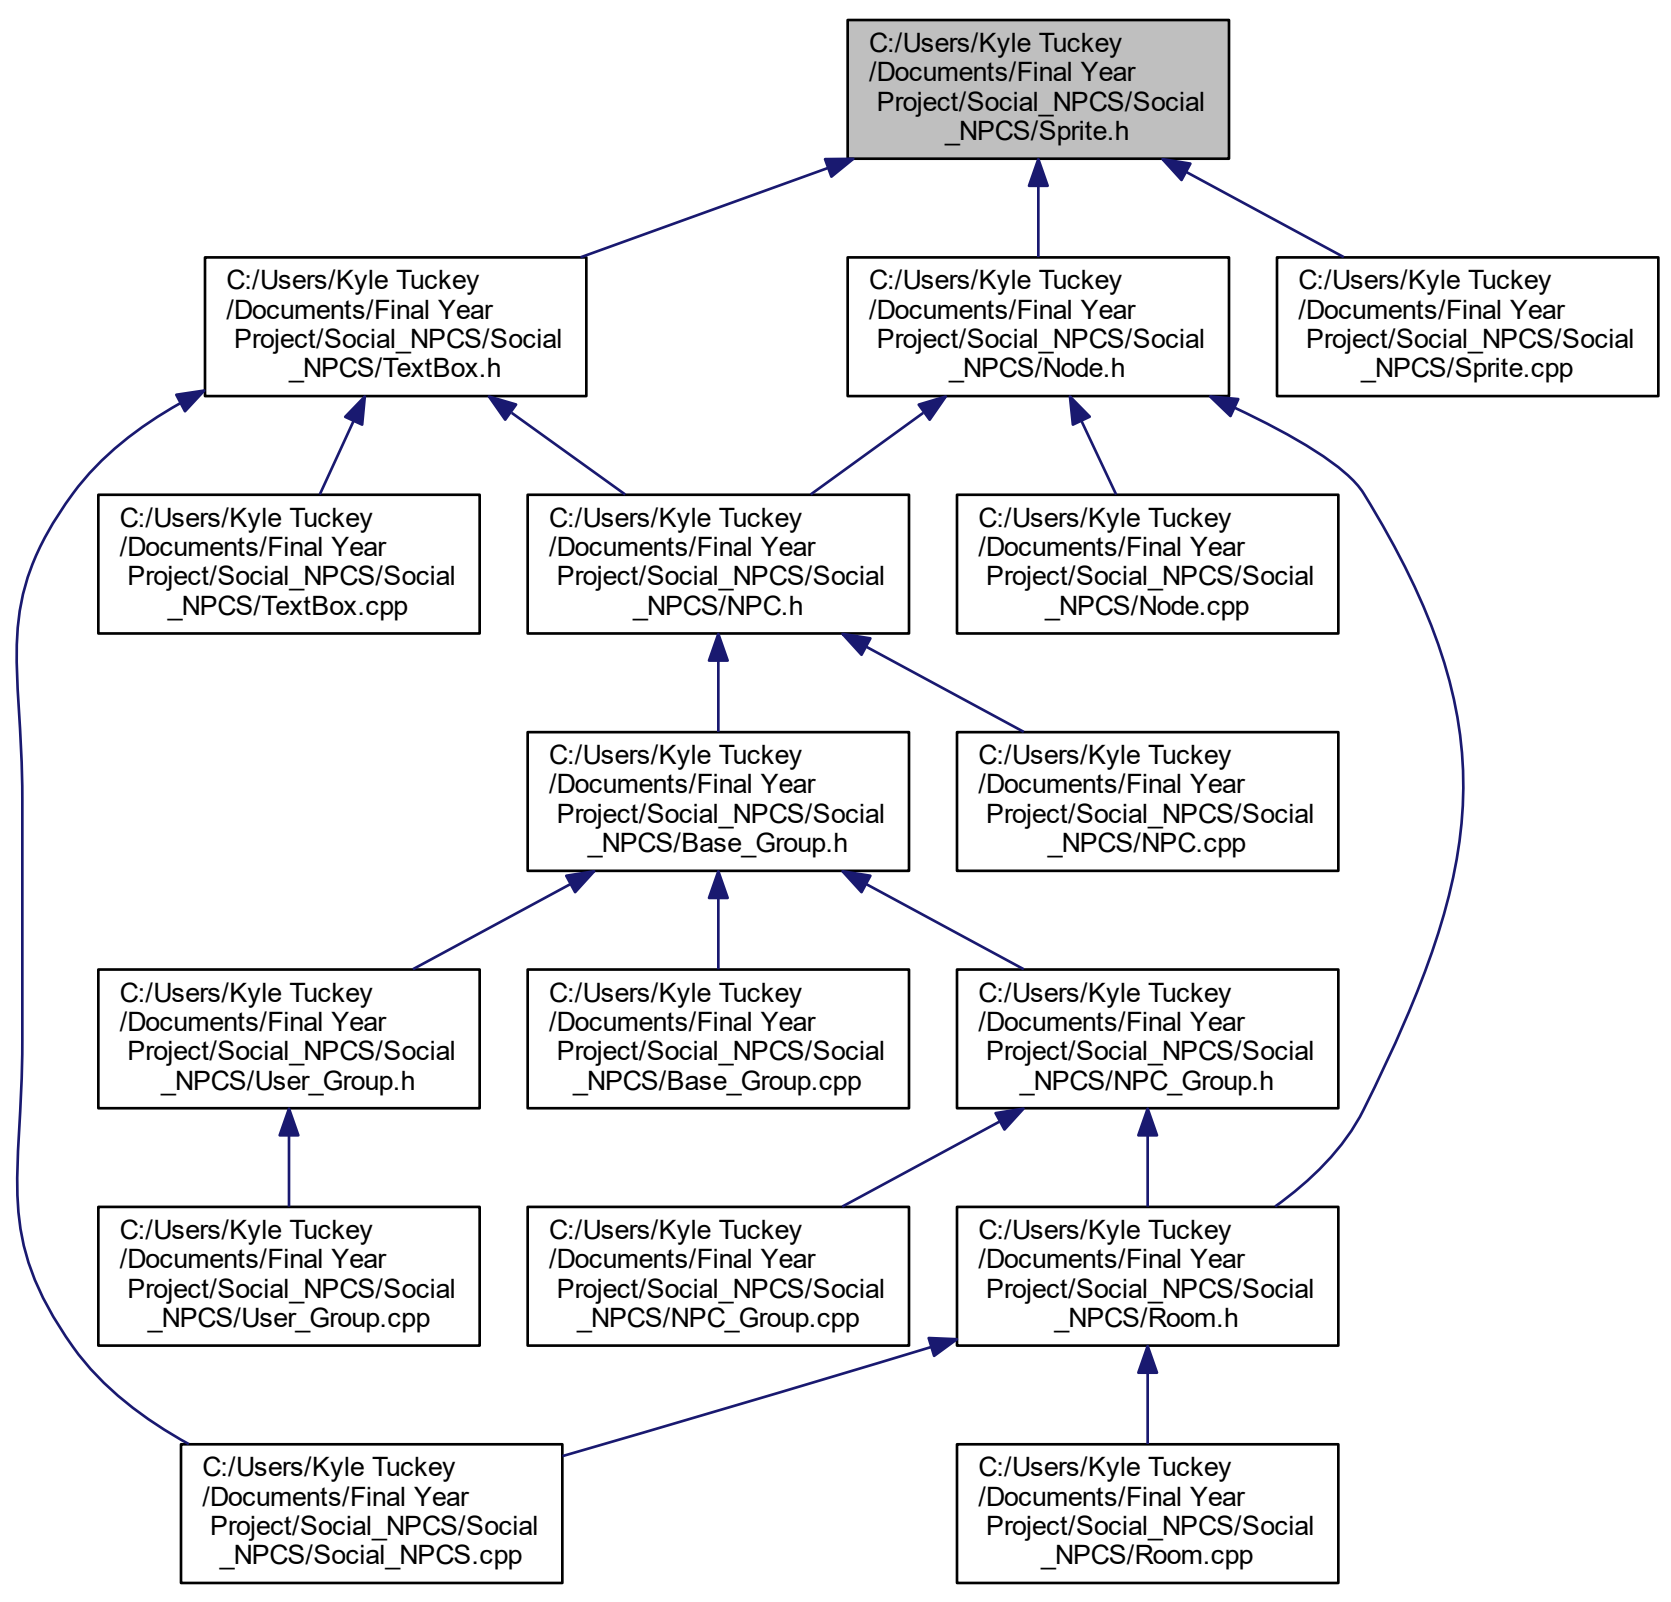 C:/Users/Kyle Tuckey
/Documents/Final Year
Project/Social_NPCS/Social
_NPCS/Sprite.h
C:/Users/Kyle Tuckey
/Documents/Final Year
Project/Social_NPCS/Social
_NPCS/TextBox.h
C:/Users/Kyle Tuckey
/Documents/Final Year
Project/Social_NPCS/Social
_NPCS/Node.h
C:/Users/Kyle Tuckey
/Documents/Final Year
Project/Social_NPCS/Social
_NPCS/Sprite.cpp
C:/Users/Kyle Tuckey
/Documents/Final Year
Project/Social_NPCS/Social
_NPCS/TextBox.cpp
C:/Users/Kyle Tuckey
/Documents/Final Year
Project/Social_NPCS/Social
_NPCS/NPC.h
C:/Users/Kyle Tuckey
/Documents/Final Year
Project/Social_NPCS/Social
_NPCS/Node.cpp
C:/Users/Kyle Tuckey
/Documents/Final Year
Project/Social_NPCS/Social
_NPCS/Base_Group.h
C:/Users/Kyle Tuckey
/Documents/Final Year
Project/Social_NPCS/Social
_NPCS/NPC.cpp
C:/Users/Kyle Tuckey
/Documents/Final Year
Project/Social_NPCS/Social
_NPCS/User_Group.h
C:/Users/Kyle Tuckey
/Documents/Final Year
Project/Social_NPCS/Social
_NPCS/Base_Group.cpp
C:/Users/Kyle Tuckey
/Documents/Final Year
Project/Social_NPCS/Social
_NPCS/NPC_Group.h
C:/Users/Kyle Tuckey
/Documents/Final Year
Project/Social_NPCS/Social
_NPCS/User_Group.cpp
C:/Users/Kyle Tuckey
/Documents/Final Year
Project/Social_NPCS/Social
_NPCS/NPC_Group.cpp
C:/Users/Kyle Tuckey
/Documents/Final Year
Project/Social_NPCS/Social
_NPCS/Room.h
C:/Users/Kyle Tuckey
/Documents/Final Year
Project/Social_NPCS/Social
_NPCS/Social_NPCS.cpp
C:/Users/Kyle Tuckey
/Documents/Final Year
Project/Social_NPCS/Social
_NPCS/Room.cpp